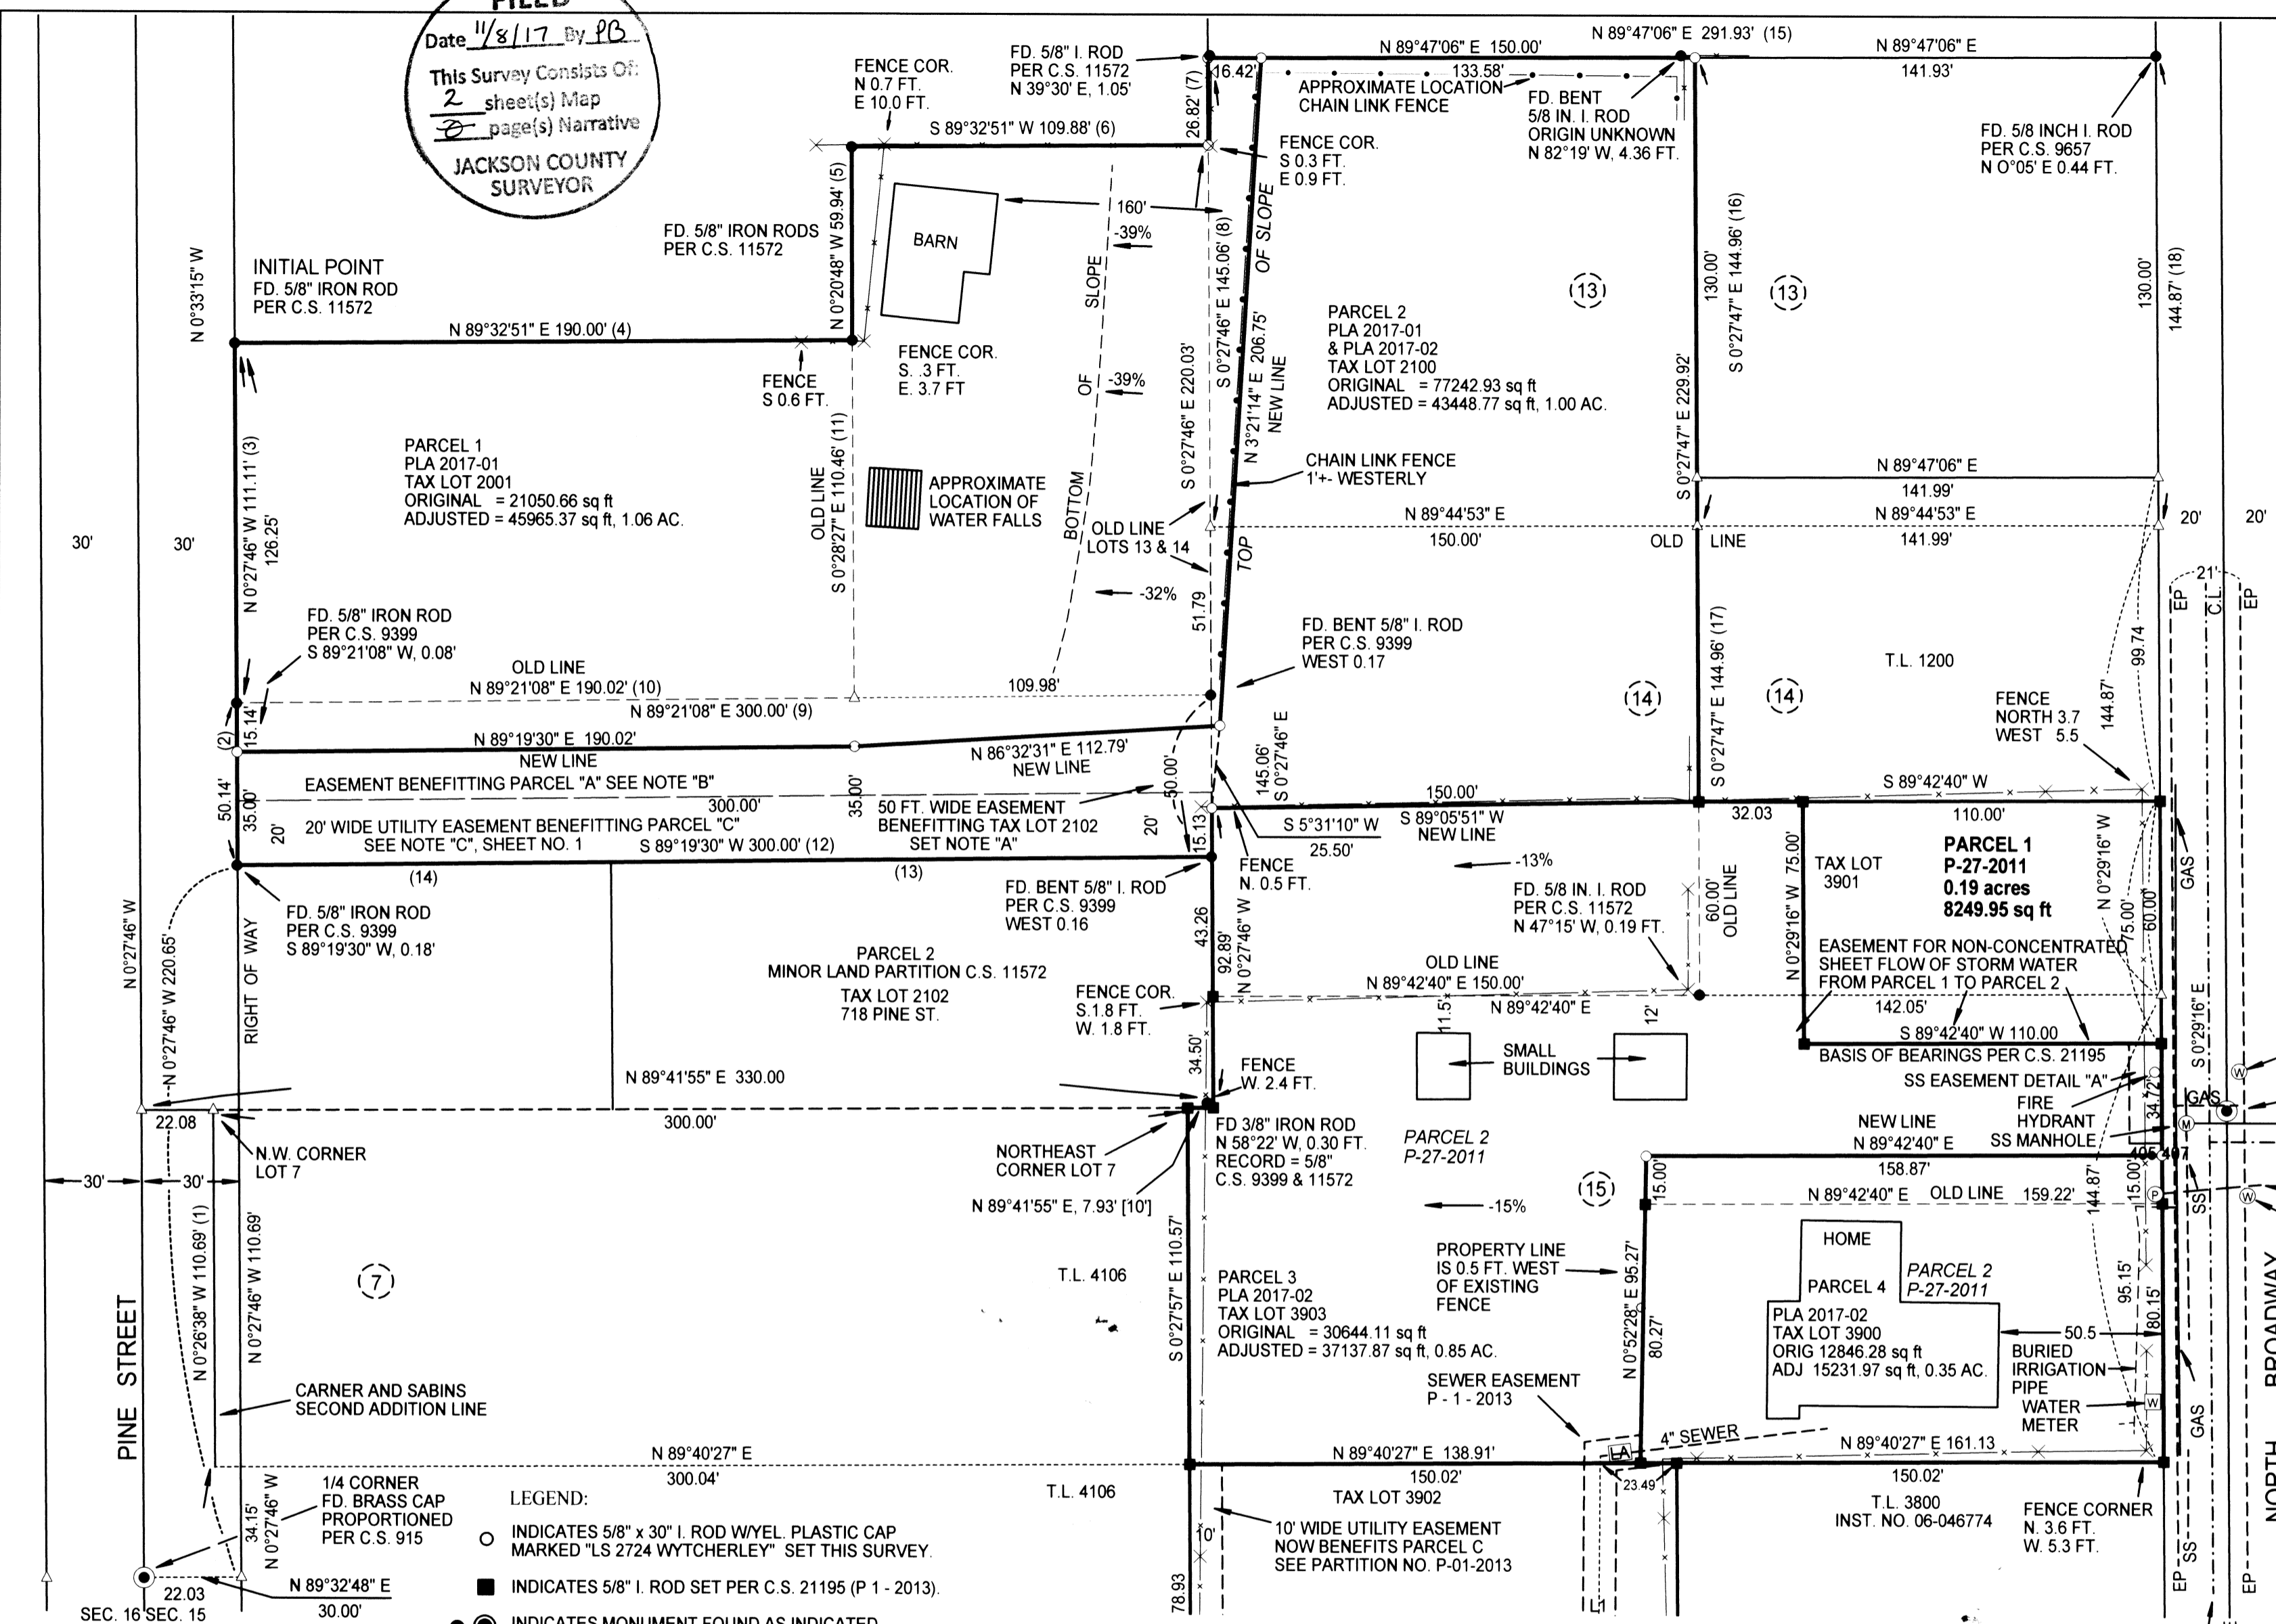 FILED
Date 11/8/17 By PB
This Survey Consists Of:
2 sheet(s) Map
0 page(s) Narrative
JACKSON COUNTY
SURVEYOR
FENCE COR.
N 0.7 FT.
E 10.0 FT.
FD. 5/8" I. ROD
PER C.S. 11572
N 39°30' E, 1.05'
S 89°32'51" W 109.88' (6)
26.82' (7)
16.42'
N 89°47'06" E 150.00'
133.58'
N 89°47'06" E 291.93' (15)
N 89°47'06" E
141.93'
APPROXIMATE LOCATION
CHAIN LINK FENCE
FD. BENT
5/8 IN. I. ROD
ORIGIN UNKNOWN
N 82°19' W, 4.36 FT.
FD. 5/8 INCH I. ROD
PER C.S. 9657
N O°05' E 0.44 FT.
FENCE COR.
S 0.3 FT.
E 0.9 FT.
N 0°33'15" W
INITIAL POINT
FD. 5/8" IRON ROD
PER C.S. 11572
FD. 5/8" IRON RODS
PER C.S. 11572
N 0°20'48" W 59.94' (5)
BARN
160'
-39%
N 89°32'51" E 190.00' (4)
FENCE
S 0.6 FT.
FENCE COR.
S. .3 FT.
E. 3.7 FT
-39%
BOTTOM OF SLOPE
S 0°27'46" E 145.06' (8)
S 0°27'46" E 220.03'
TOP OF SLOPE
N 3°21'14" E 206.75'
NEW LINE
PARCEL 2
PLA 2017-01
& PLA 2017-02
TAX LOT 2100
ORIGINAL = 77242.93 sq ft
ADJUSTED = 43448.77 sq ft, 1.00 AC.
13
13
130.00'
S 0°27'47" E 229.92'
S 0°27'47" E 144.96' (16)
130.00'
144.87' (18)
PARCEL 1
PLA 2017-01
TAX LOT 2001
ORIGINAL = 21050.66 sq ft
ADJUSTED = 45965.37 sq ft, 1.06 AC.
N 0°27'46" W 111.11' (3)
126.25'
OLD LINE
S 0°28'27" E 110.46' (11)
APPROXIMATE
LOCATION OF
WATER FALLS
OLD LINE
LOTS 13 & 14
CHAIN LINK FENCE
1'+- WESTERLY
N 89°47'06" E
141.99'
N 89°44'53" E
150.00'
OLD LINE
N 89°44'53" E
141.99'
30'
30'
20'
20'
21'
EP
C.L.
EP
-32%
51.79
FD. 5/8" IRON ROD
PER C.S. 9399
S 89°21'08" W, 0.08'
OLD LINE
N 89°21'08" E 190.02' (10)
109.98'
N 89°21'08" E 300.00' (9)
FD. BENT 5/8" I. ROD
PER C.S. 9399
WEST 0.17
S 0°27'47" E 144.96' (17)
T.L. 1200
99.74
144.87'
14
14
FENCE
NORTH 3.7
WEST 5.5
(2)
15.14'
N 89°19'30" E 190.02'
NEW LINE
N 86°32'31" E 112.79'
NEW LINE
50.00'
145.06'
S 0°27'46" E
EASEMENT BENEFITTING PARCEL "A" SEE NOTE "B"
50.14'
35.00'
20'
300.00'
35.00'
20' WIDE UTILITY EASEMENT BENEFITTING PARCEL "C"
SEE NOTE "C", SHEET NO. 1
S 89°19'30" W 300.00' (12)
50 FT. WIDE EASEMENT
BENEFITTING TAX LOT 2102
SET NOTE "A"
20'
15.13'
S 5°31'10" W
25.50'
150.00'
S 89°05'51" W
NEW LINE
32.03
S 89°42'40" W
110.00'
(14)
(13)
FENCE
N. 0.5 FT.
-13%
FD. BENT 5/8" I. ROD
PER C.S. 9399
WEST 0.16
FD. 5/8 IN. I. ROD
PER C.S. 11572
N 47°15' W, 0.19 FT.
60.00'
OLD LINE
N 0°29'16" W 75.00'
TAX LOT
3901
PARCEL 1
P-27-2011
0.19 acres
8249.95 sq ft
N 0°29'16" W
75.00'
60.00'
GAS
FD. 5/8" IRON ROD
PER C.S. 9399
S 89°19'30" W, 0.18'
N 0°27'46" W
N 0°27'46" W 220.65'
RIGHT OF WAY
PARCEL 2
MINOR LAND PARTITION C.S. 11572
TAX LOT 2102
718 PINE ST.
43.26
92.89'
N 0°27'46" W
OLD LINE
N 89°42'40" E 150.00'
N 89°42'40" E
EASEMENT FOR NON-CONCENTRATED
SHEET FLOW OF STORM WATER
FROM PARCEL 1 TO PARCEL 2
142.05'
S 89°42'40" W 110.00
BASIS OF BEARINGS PER C.S. 21195
S 0°29'16" E
FENCE COR.
S.1.8 FT.
W. 1.8 FT.
34.50'
11.5'
12'
SMALL
BUILDINGS
N 89°41'55" E 330.00
FENCE
W. 2.4 FT.
SS EASEMENT DETAIL "A"
FIRE
HYDRANT
SS MANHOLE
34.72'
GAS
W
M
22.08
N.W. CORNER
LOT 7
300.00'
NORTHEAST
CORNER LOT 7
FD 3/8" IRON ROD
N 58°22' W, 0.30 FT.
RECORD = 5/8"
C.S. 9399 & 11572
N 89°41'55" E, 7.93' [10']
PARCEL 2
P-27-2011
NEW LINE
N 89°42'40" E
158.87'
15
-15%
15.00'
N 89°42'40" E OLD LINE 159.22'
15.00'
144.87'
P
W
SS
30'
30'
N 0°26'38" W 110.69' (1)
N 0°27'46" W 110.69'
7
T.L. 4106
S 0°27'57" E 110.57'
PARCEL 3
PLA 2017-02
TAX LOT 3903
ORIGINAL = 30644.11 sq ft
ADJUSTED = 37137.87 sq ft, 0.85 AC.
PROPERTY LINE
IS 0.5 FT. WEST
OF EXISTING
FENCE
N 0°52'28" E 95.27'
80.27'
HOME
PARCEL 4
PARCEL 2
P-27-2011
PLA 2017-02
TAX LOT 3900
ORIG 12846.28 sq ft
ADJ 15231.97 sq ft, 0.35 AC.
50.5
95.15'
80.15'
BURIED
IRRIGATION
PIPE
WATER
METER
W
GAS
NORTH BROADWAY
PINE STREET
CARNER AND SABINS
SECOND ADDITION LINE
SEWER EASEMENT
P - 1 - 2013
LA
4" SEWER
N 89°40'27" E
300.04'
N 89°40'27" E 138.91'
150.02'
23.49
N 89°40'27" E 161.13
150.02'
1/4 CORNER
FD. BRASS CAP
PROPORTIONED
PER C.S. 915
34.15'
N 0°27'46" W
T.L. 4106
TAX LOT 3902
10'
10' WIDE UTILITY EASEMENT
NOW BENEFITS PARCEL C
SEE PARTITION NO. P-01-2013
78.93
T.L. 3800
INST. NO. 06-046774
FENCE CORNER
N. 3.6 FT.
W. 5.3 FT.
EP
SS
EP
LEGEND:
INDICATES 5/8" x 30" I. ROD W/YEL. PLASTIC CAP
MARKED "LS 2724 WYTCHERLEY" SET THIS SURVEY.
INDICATES 5/8" I. ROD SET PER C.S. 21195 (P 1 - 2013).
INDICATES MONUMENT FOUND AS INDICATED
22.03
N 89°32'48" E
30.00'
SEC. 16 SEC. 15